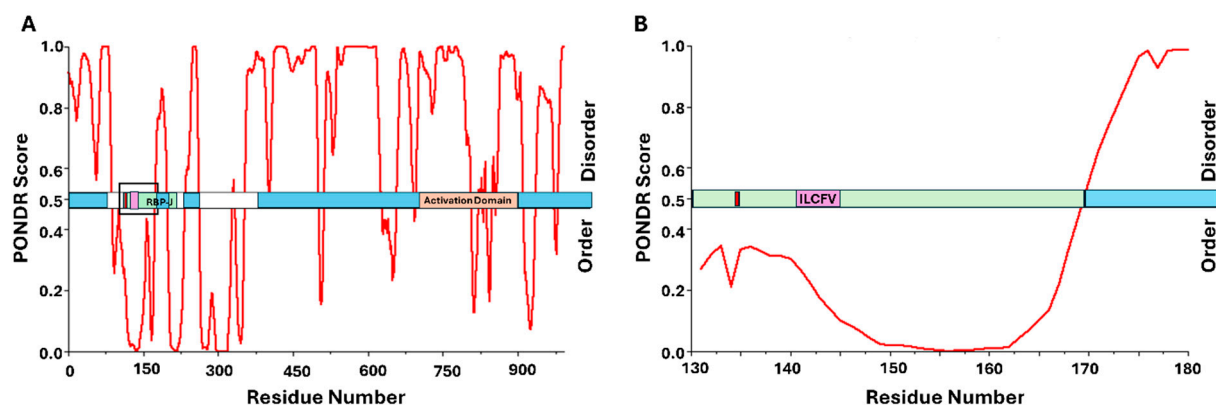 A
PONDR Score
1.0
0.8
0.6
0.5
0.4
0.2
0.0
RBP-J
Activation Domain
Disorder
Order
0
150
300
450
600
750
900
Residue Number
B
PONDR Score
1.0
0.8
0.6
0.5
0.4
0.2
0.0
ILCFV
Disorder
Order
130
140
150
160
170
180
Residue Number